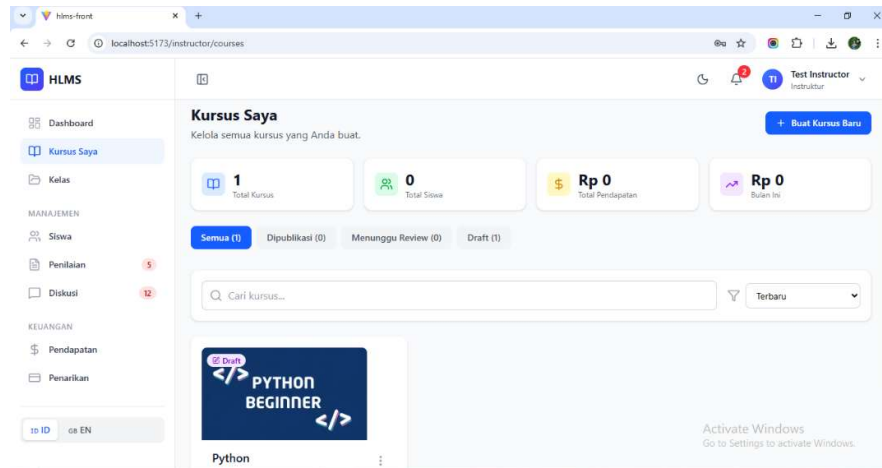 hlms-front
localhost:5173/instructor/courses
HLMS
2
TI
Test Instructor
Instruktur
Dashboard
Kursus Saya
Kelas
MANAJEMEN
Siswa
Penilaian 5
Diskusi 12
KEUANGAN
Pendapatan
Penarikan
ID ID GB EN
Kursus Saya
Kelola semua kursus yang Anda buat.
+ Buat Kursus Baru
1
Total Kursus
0
Total Siswa
$
Rp 0
Total Pendapatan
Rp 0
Bulan Ini
Semua (1) Dipublikasi (0) Menunggu Review (0) Draft (1)
Cari kursus...
Terbaru
Draft
</> PYTHON
BEGINNER
</>
Python
Activate Windows
Go to Settings to activate Windows.